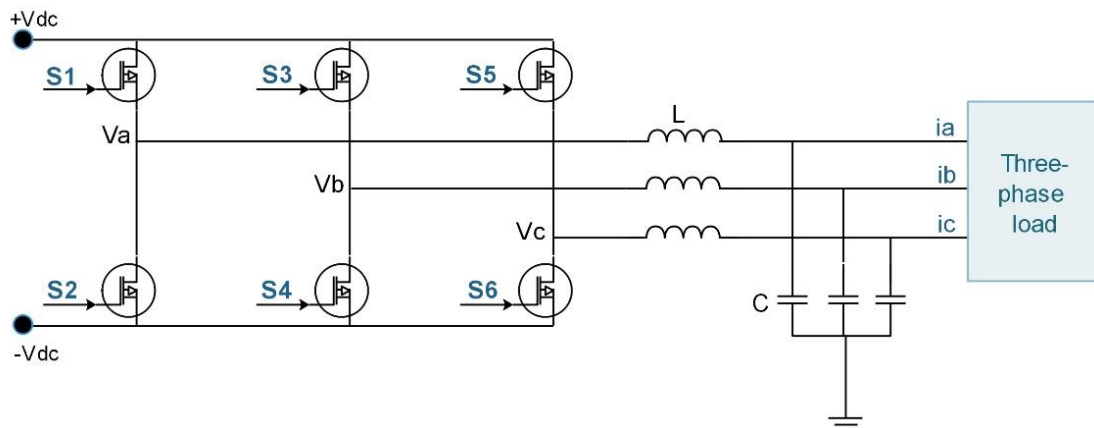 +Vdc
S1
S3
S5
Va
L
ia
Vb
ib
Vc
ic
Three-
phase
load
S2
S4
S6
C
-Vdc